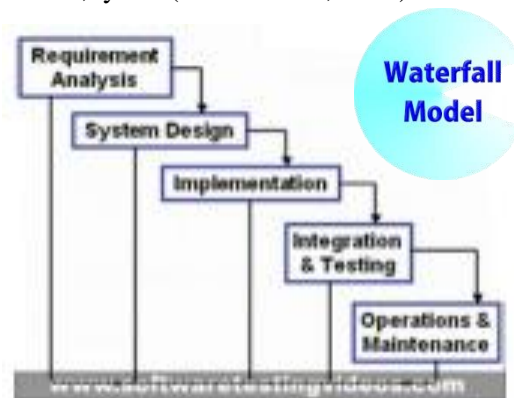 Requirement
Analysis
Waterfall
Model
System Design
Implementation
Integration
& Testing
Operations &
Maintenance
www.softwaretestingvideos.com